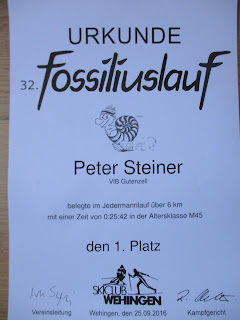 URKUNDE
32. Fossiliuslauf
Peter Steiner
VfB Gutenzell
belegte im Jedermannlauf über 6 km
mit einer Zeit von 0:25:42 in der Altersklasse M45
den 1. Platz
SKICLUB
WEHINGEN
Vereinsleitung Wehingen, den 25.09.2016 Kampfgericht